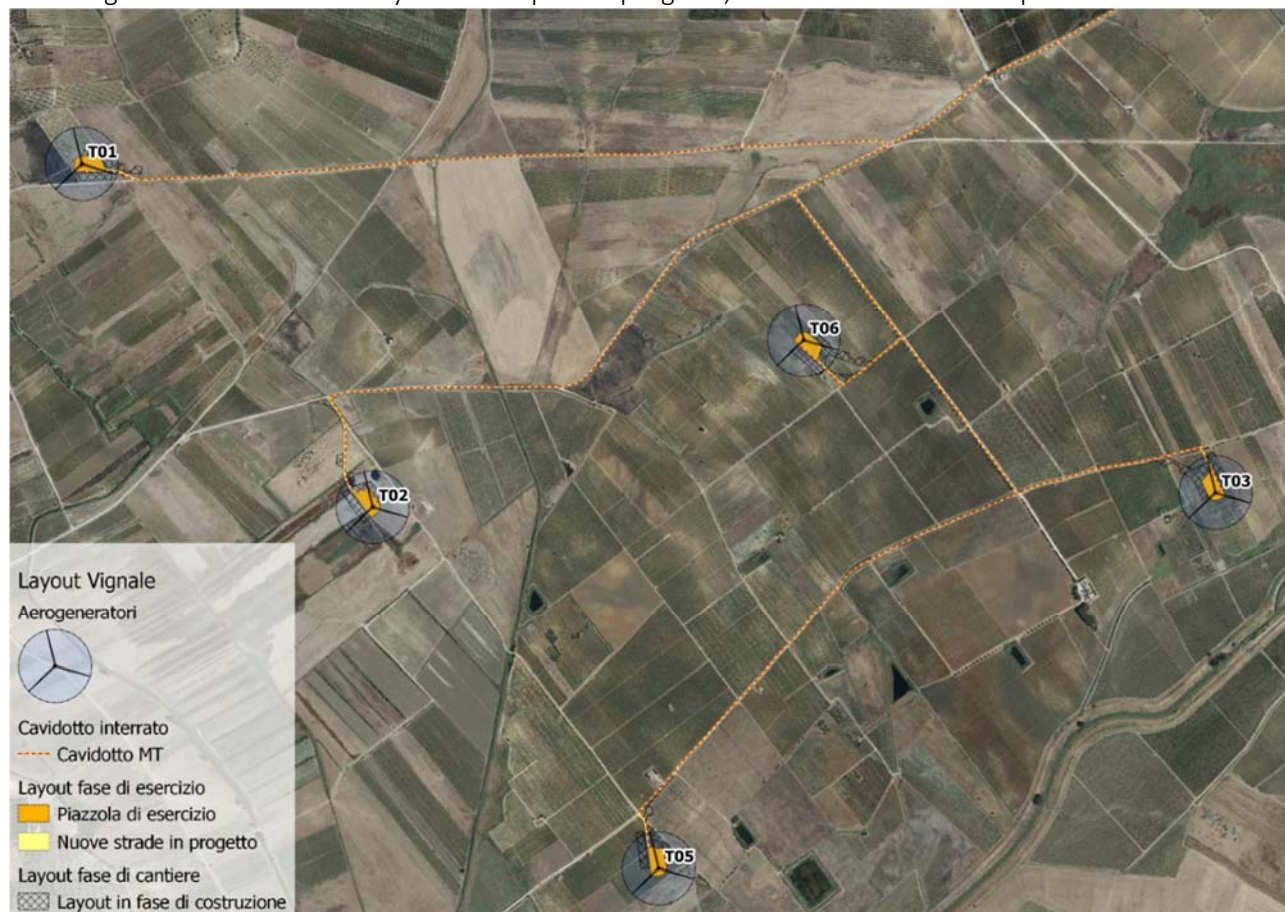 T01
T06
T03
T02
T05
Layout Vignale
Aerogeneratori
Cavidotto interrato
Cavidotto MT
Layout fase di esercizio
Piazzola di esercizio
Nuove strade in progetto
Layout fase di cantiere
Layout in fase di costruzione